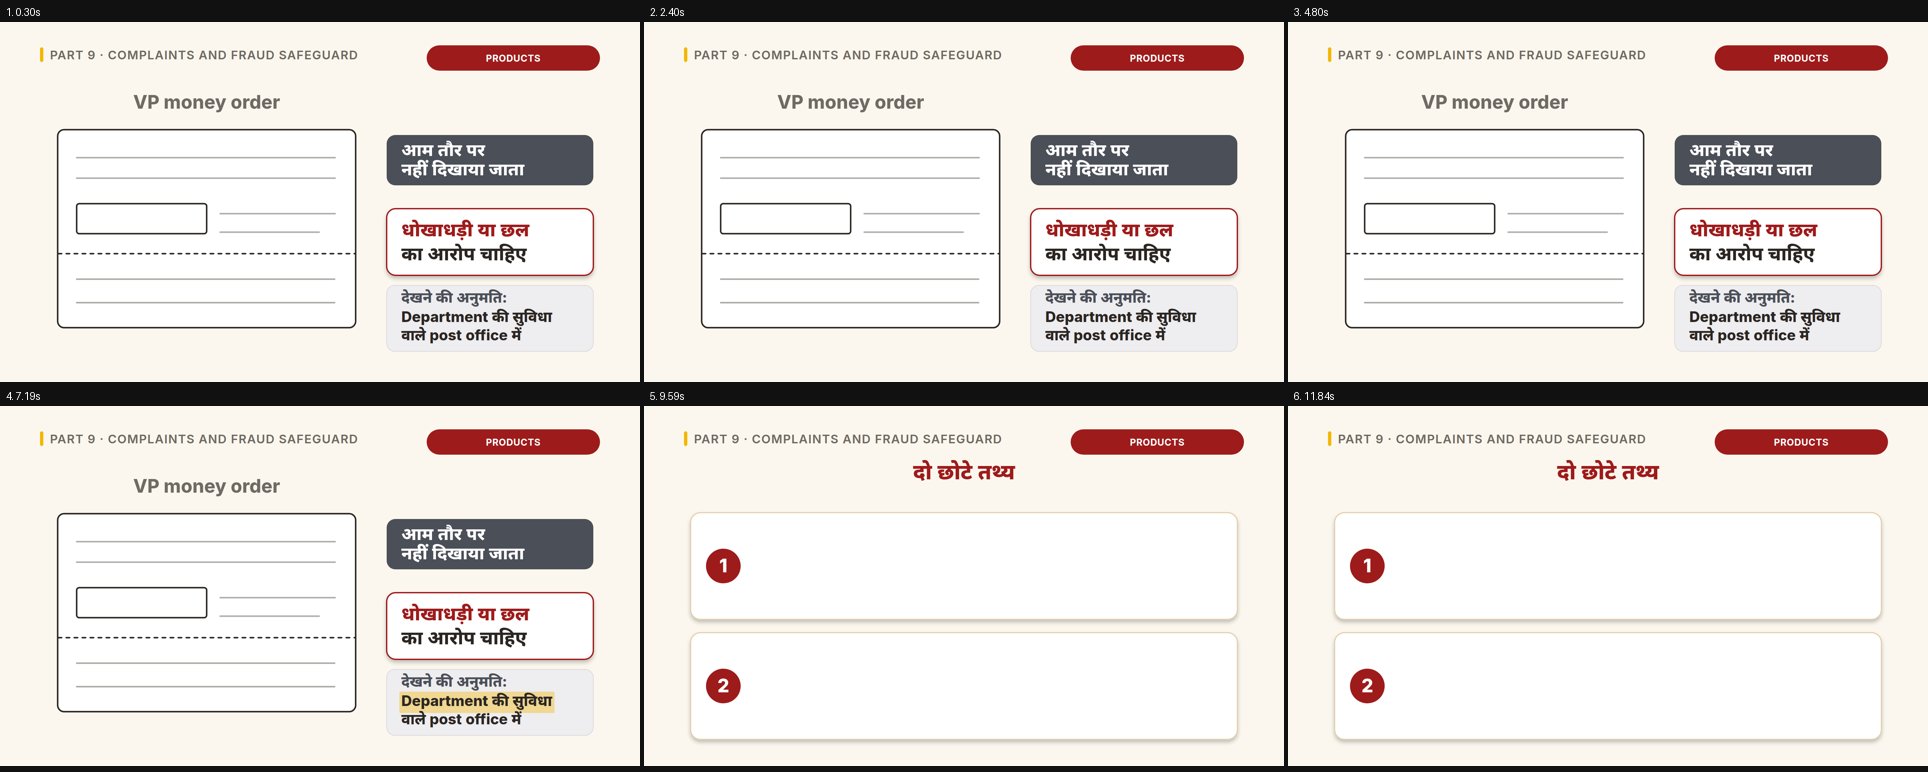 1. 0.30s
PART 9 · COMPLAINTS AND FRAUD SAFEGUARD
PRODUCTS
VP money order
आम तौर पर
नहीं दिखाया जाता
धोखाधड़ी या छल
का आरोप चाहिए
देखने की अनुमति:
Department की सुविधा
वाले post office में
2. 2.40s
PART 9 · COMPLAINTS AND FRAUD SAFEGUARD
PRODUCTS
VP money order
आम तौर पर
नहीं दिखाया जाता
धोखाधड़ी या छल
का आरोप चाहिए
देखने की अनुमति:
Department की सुविधा
वाले post office में
3. 4.80s
PART 9 · COMPLAINTS AND FRAUD SAFEGUARD
PRODUCTS
VP money order
आम तौर पर
नहीं दिखाया जाता
धोखाधड़ी या छल
का आरोप चाहिए
देखने की अनुमति:
Department की सुविधा
वाले post office में
4. 7.19s
PART 9 · COMPLAINTS AND FRAUD SAFEGUARD
PRODUCTS
VP money order
आम तौर पर
नहीं दिखाया जाता
धोखाधड़ी या छल
का आरोप चाहिए
देखने की अनुमति:
Department की सुविधा
वाले post office में
5. 9.59s
PART 9 · COMPLAINTS AND FRAUD SAFEGUARD
PRODUCTS
दो छोटे तथ्य
1
2
6. 11.84s
PART 9 · COMPLAINTS AND FRAUD SAFEGUARD
PRODUCTS
दो छोटे तथ्य
1
2